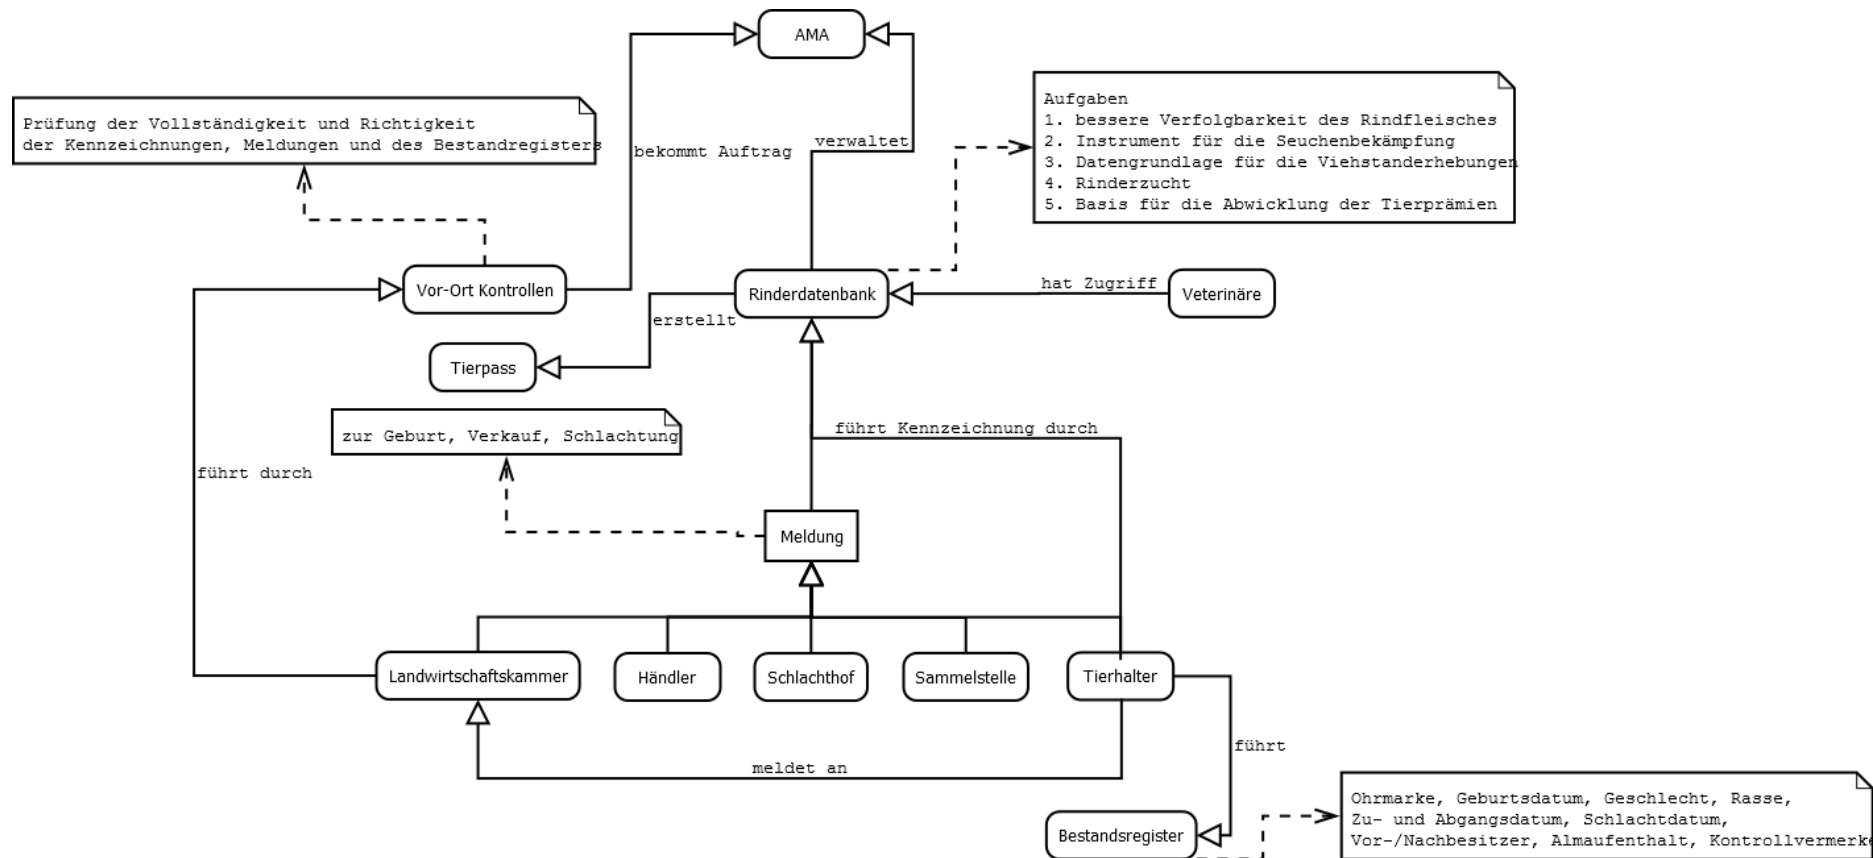 AMA
Aufgaben
1. bessere Verfolgbarkeit des Rindfleisches
2. Instrument für die Seuchenbekämpfung
3. Datengrundlage für die Viehstanderhebungen
4. Rinderzucht
5. Basis für die Abwicklung der Tierprämien
Prüfung der Vollständigkeit und Richtigkeit
der Kennzeichnungen, Meldungen und des Bestandregisters
bekommt Auftrag
verwaltet
Vor-Ort Kontrollen
Rinderdatenbank
hat Zugriff
Veterinäre
erstellt
Tierpass
zur Geburt, Verkauf, Schlachtung
führt Kennzeichnung durch
führt durch
Meldung
Landwirtschaftskammer
Händler
Schlachthof
Sammelstelle
Tierhalter
führt
meldet an
Bestandsregister
Ohrmarke, Geburtsdatum, Geschlecht, Rasse,
Zu- und Abgangsdatum, Schlachtdatum,
Vor-/Nachbesitzer, Almaufenthalt, Kontrollvermerke